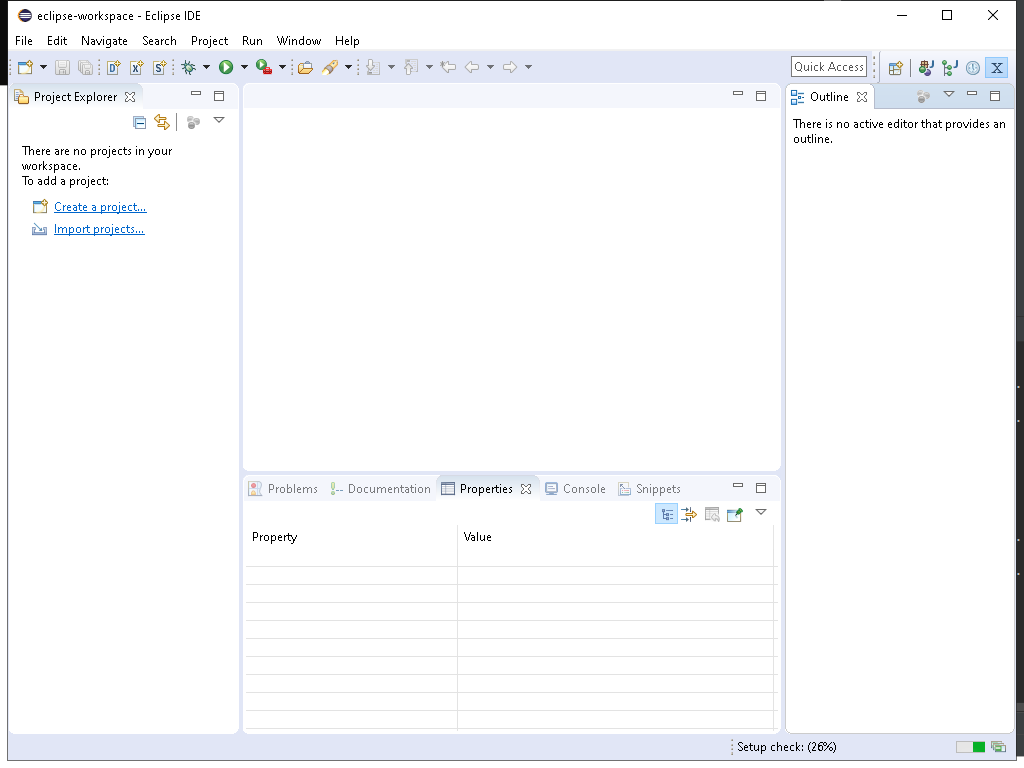 eclipse-workspace - Eclipse IDE
File Edit Navigate Search Project Run Window Help
Quick Access
Project Explorer
Outline
There are no projects in your
workspace.
To add a project:
Create a project...
Import projects...
There is no active editor that provides an
outline.
Problems Documentation Properties Console Snippets
Property Value
Setup check: (26%)